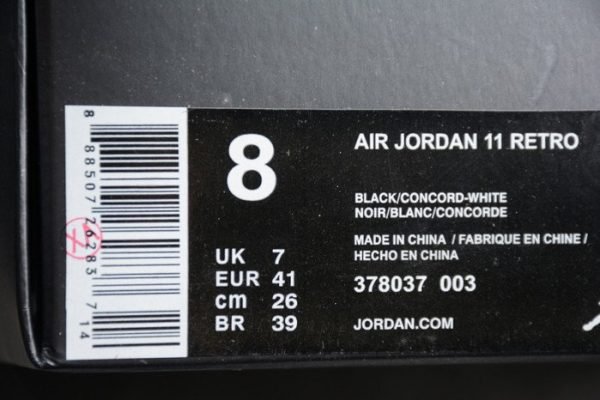 8 88507 76283 7 14
8
AIR JORDAN 11 RETRO
BLACK/CONCORD-WHITE
NOIR/BLANC/CONCORDE
MADE IN CHINA / FABRIQUE EN CHINE /
HECHO EN CHINA
UK 7
EUR 41
cm 26
BR 39
378037 003
JORDAN.COM